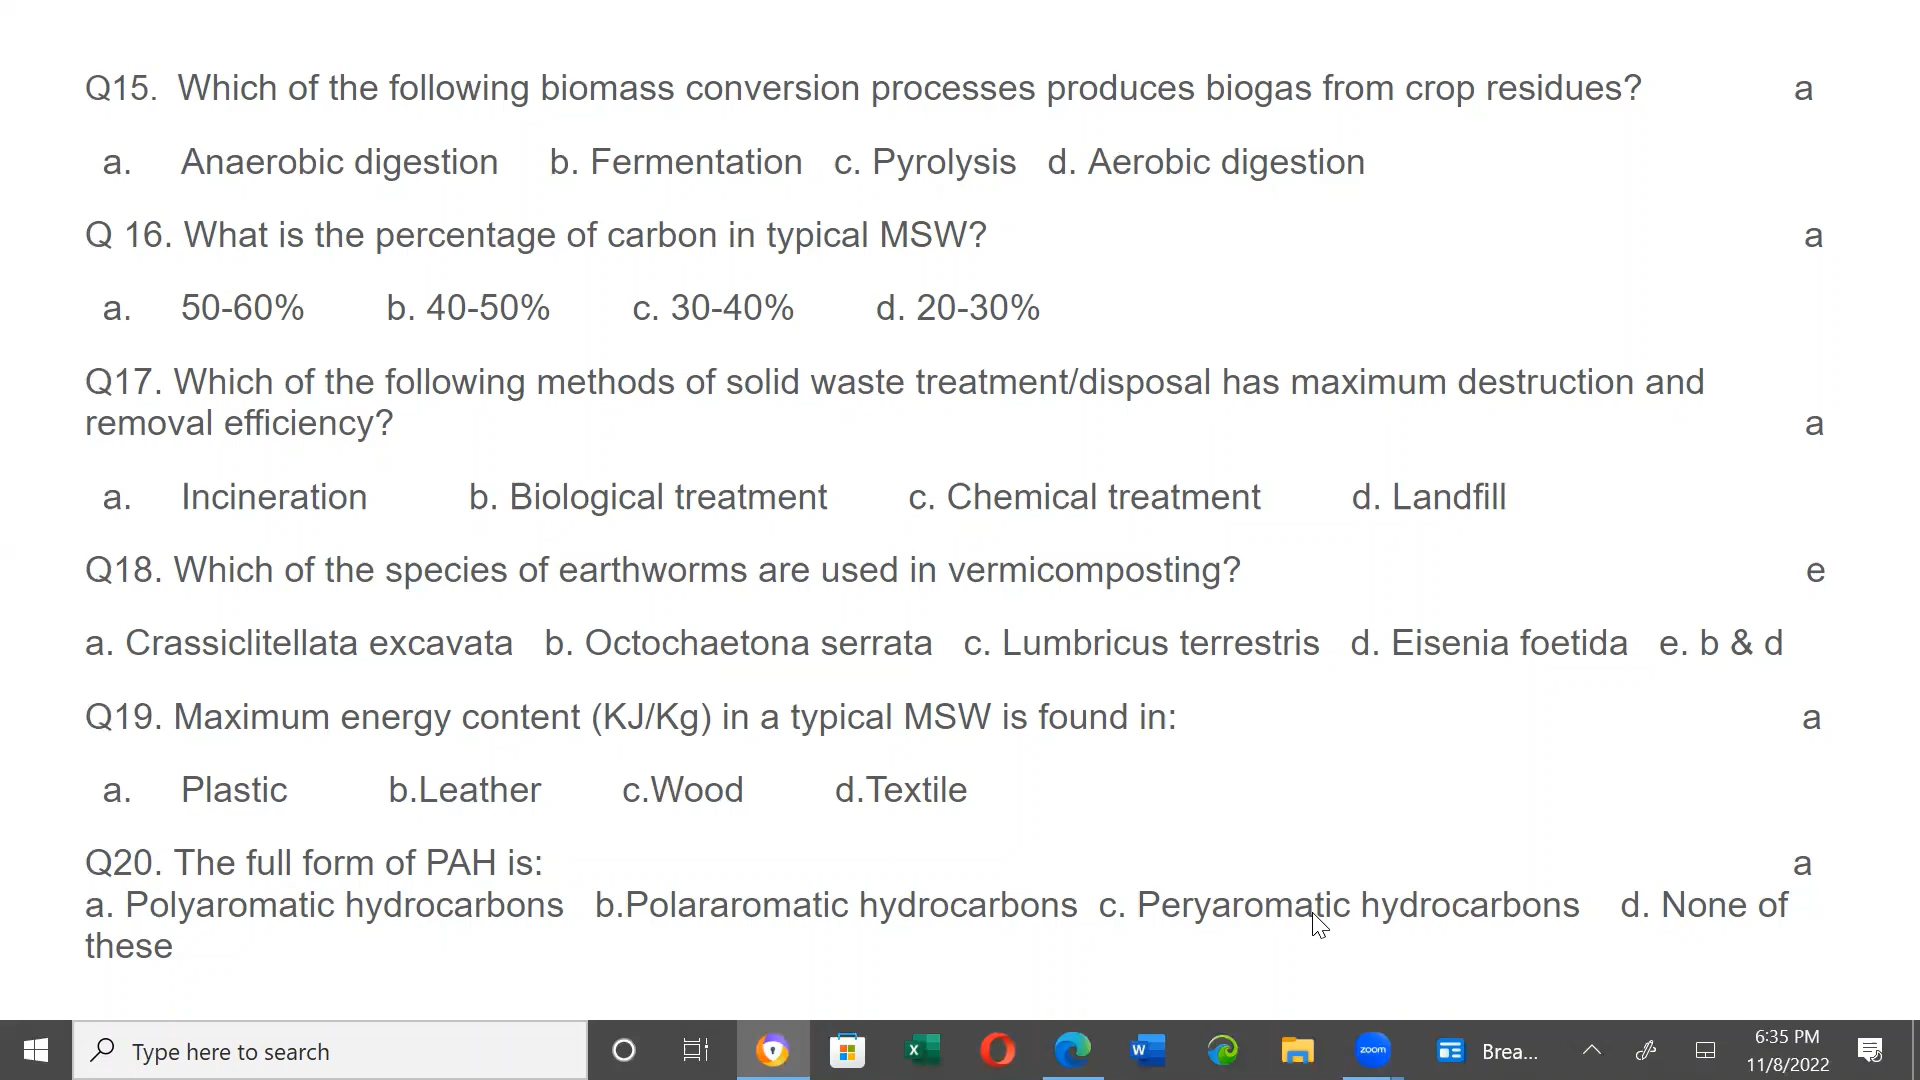 Q15. Which of the following biomass conversion processes produces biogas from crop residues? a
a. Anaerobic digestion b. Fermentation c. Pyrolysis d. Aerobic digestion
Q 16. What is the percentage of carbon in typical MSW? a
a. 50-60% b. 40-50% c. 30-40% d. 20-30%
Q17. Which of the following methods of solid waste treatment/disposal has maximum destruction and
removal efficiency? a
a. Incineration b. Biological treatment c. Chemical treatment d. Landfill
Q18. Which of the species of earthworms are used in vermicomposting? e
a. Crassiclitellata excavata b. Octochaetona serrata c. Lumbricus terrestris d. Eisenia foetida e. b & d
Q19. Maximum energy content (KJ/Kg) in a typical MSW is found in: a
a. Plastic b.Leather c.Wood d.Textile
Q20. The full form of PAH is: a
a. Polyaromatic hydrocarbons b.Polararomatic hydrocarbons c. Peryaromatic hydrocarbons d. None of
these
Type here to search zoom Brea... 6:35 PM
11/8/2022